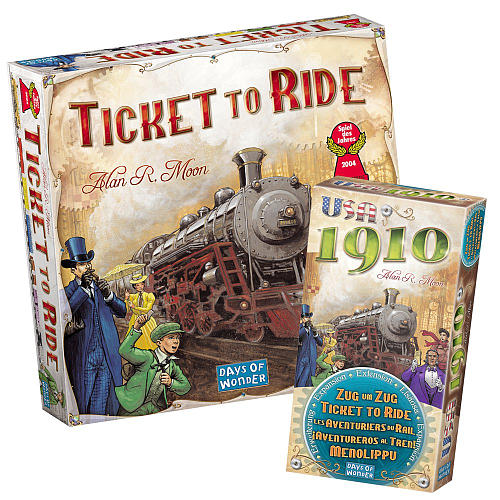 TICKET TO RIDE
Alan R. Moon
Spiel des Jahres
2004
DAYS OF WONDER
TICKET TO RIDE
USA
1910
Alan R. Moon
Expansion • Extension
Erweiterung
ZUG UM ZUG
TICKET TO RIDE
LES AVENTURIERS DU RAIL
¡AVENTUREROS AL TREN!
MENOLIPPU
DAYS OF WONDER
USA 1910